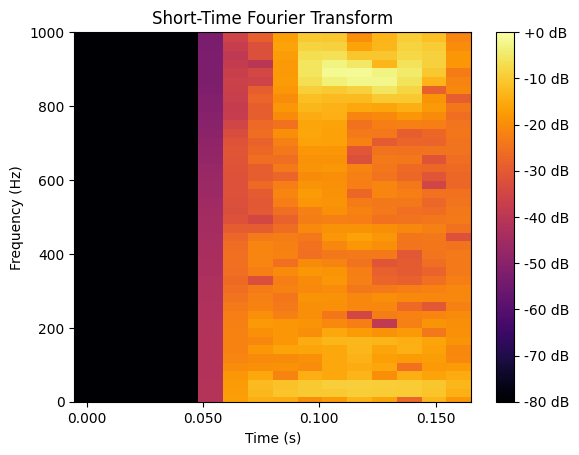 Short-Time Fourier Transform
Frequency (Hz)
1000
800
600
400
200
0
0.000
0.050
0.100
0.150
Time (s)
+0 dB
-10 dB
-20 dB
-30 dB
-40 dB
-50 dB
-60 dB
-70 dB
-80 dB